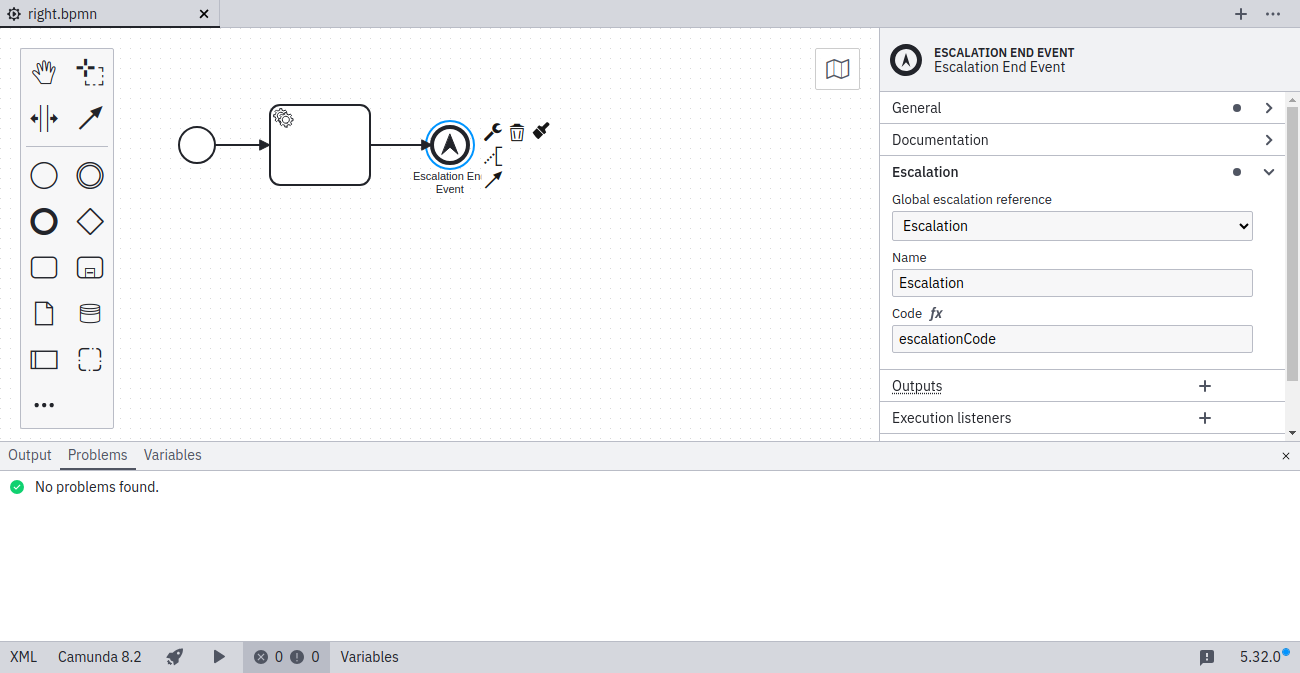 right.bpmn
ESCALATION END EVENT
Escalation End Event
General
Documentation
Escalation
Global escalation reference
Escalation
Name
Escalation
Code fx
escalationCode
Outputs
Execution listeners
Escalation En
Event
Output Problems Variables
No problems found.
XML Camunda 8.2 0 0 Variables 5.32.0